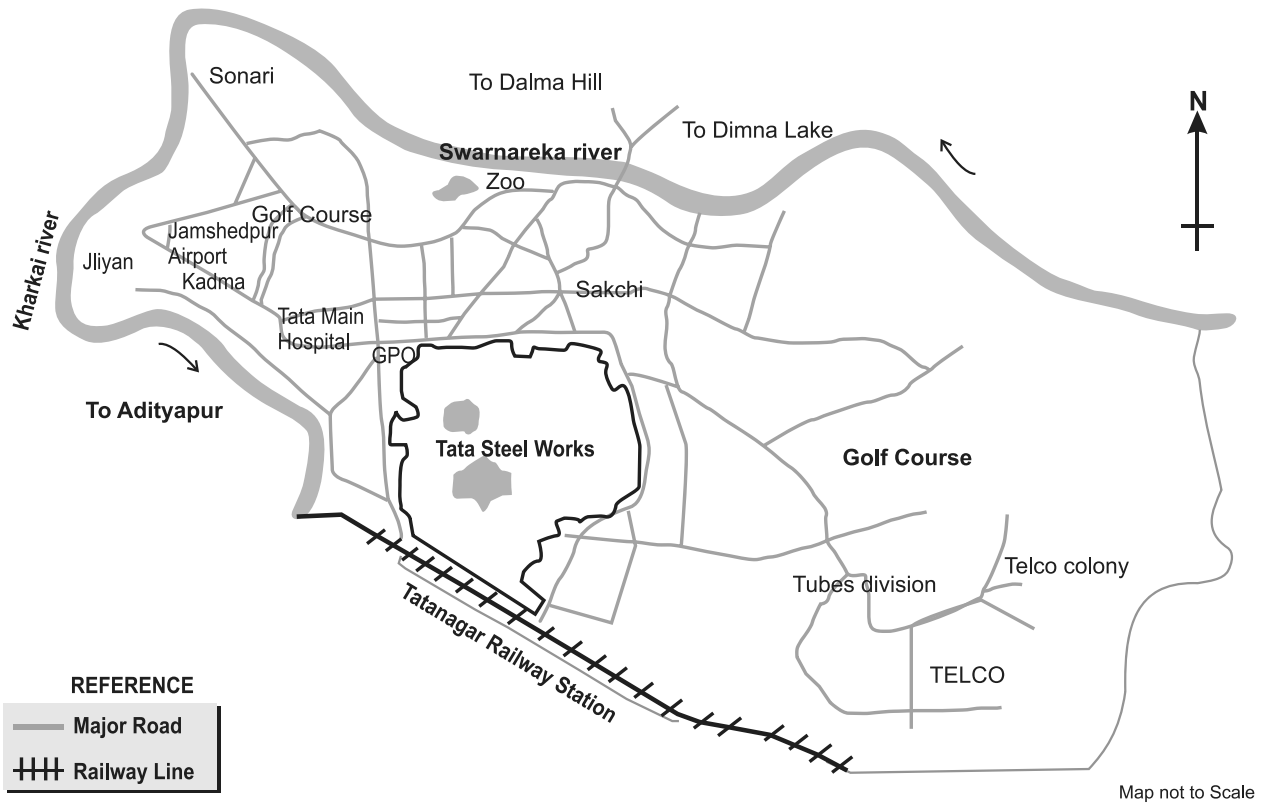 Sonari
To Dalma Hill
N
To Dimna Lake
Swarnareka river
Zoo
Golf Course
Jamshedpur
Airport
Kadma
Jliyan
Kharkai river
Sakchi
Tata Main
Hospital
GPO
To Adityapur
Tata Steel Works
Golf Course
Telco colony
Tubes division
Tatanagar Railway Station
TELCO
REFERENCE
Major Road
Railway Line
Map not to Scale